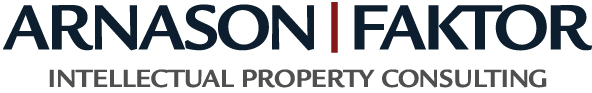 ARNASON | FAKTOR
INTELLECTUAL PROPERTY CONSULTING